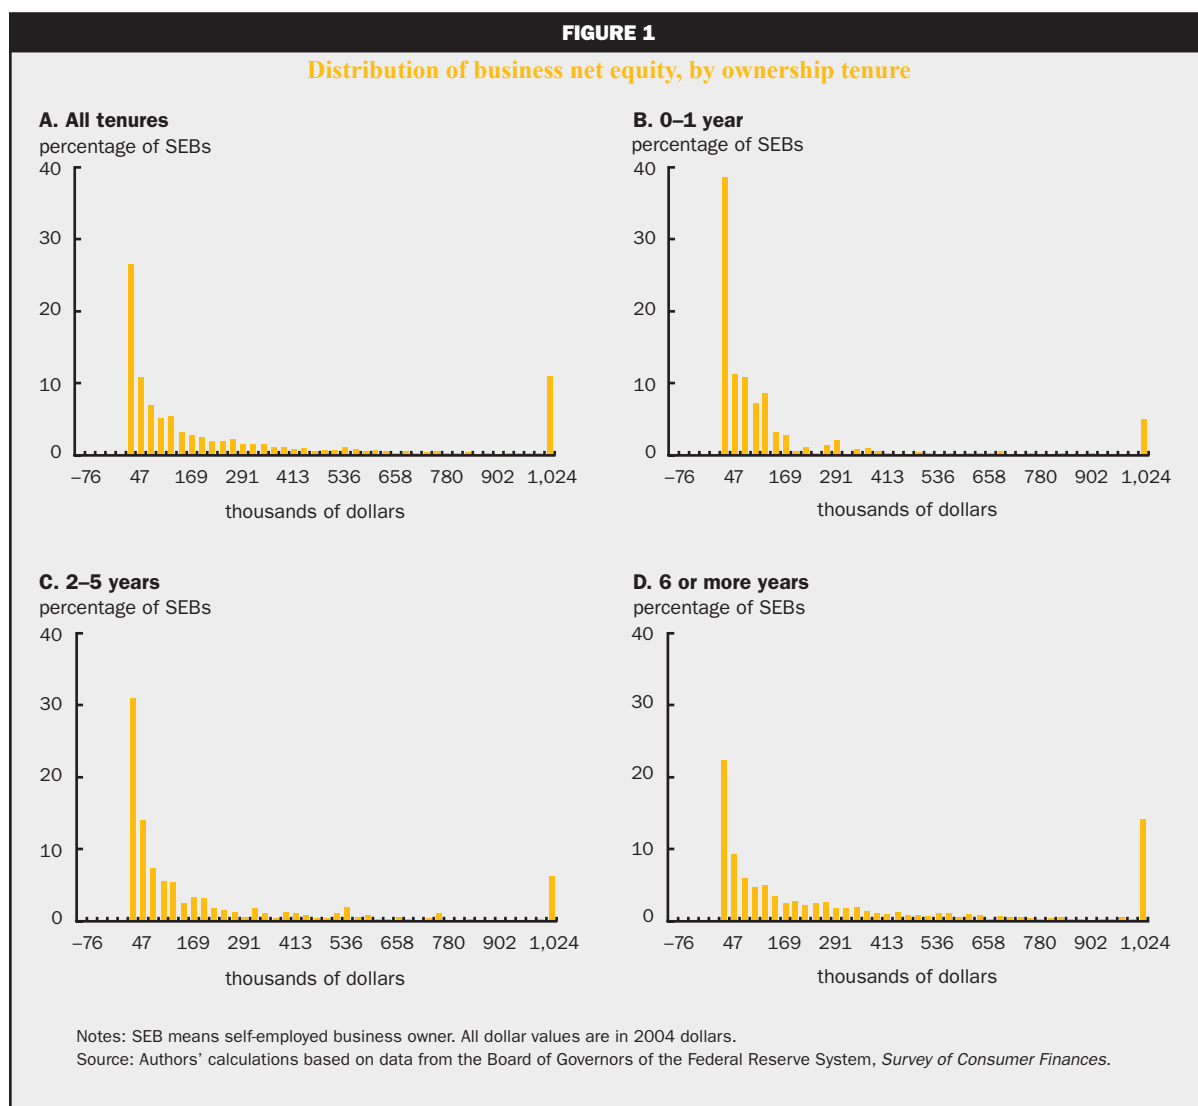 FIGURE 1
Distribution of business net equity, by ownership tenure
A. All tenures
percentage of SEBs
40
30
20
10
0
–76 47 169 291 413 536 658 780 902 1,024
thousands of dollars
B. 0–1 year
percentage of SEBs
40
30
20
10
0
–76 47 169 291 413 536 658 780 902 1,024
thousands of dollars
C. 2–5 years
percentage of SEBs
40
30
20
10
0
–76 47 169 291 413 536 658 780 902 1,024
thousands of dollars
D. 6 or more years
percentage of SEBs
40
30
20
10
0
–76 47 169 291 413 536 658 780 902 1,024
thousands of dollars
Notes: SEB means self-employed business owner. All dollar values are in 2004 dollars.
Source: Authors’ calculations based on data from the Board of Governors of the Federal Reserve System, Survey of Consumer Finances.